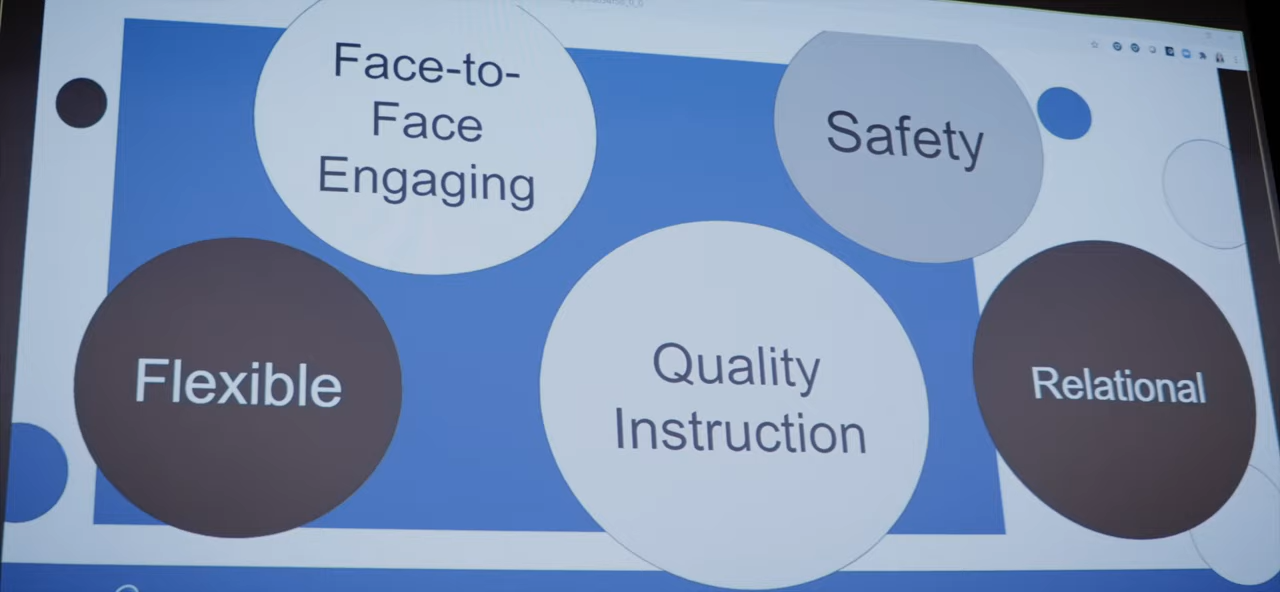 Face-to-
Face
Engaging
Safety
Flexible
Quality
Instruction
Relational